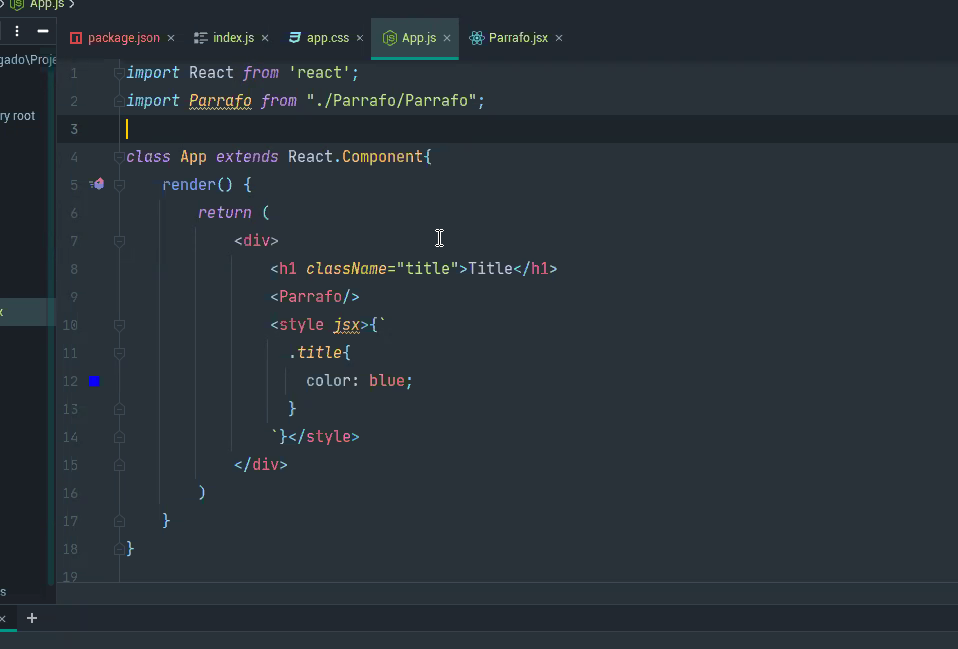 App.js
package.json
index.js
app.css
App.js
Parrafo.jsx
gado\Proje
ry root
x
s
1 import React from 'react';
2 import Parrafo from "./Parrafo/Parrafo";
3
4 class App extends React.Component{
5 render() {
6 return (
7 <div>
8 <h1 className="title">Title</h1>
9 <Parrafo/>
10 <style jsx>{`
11 .title{
12 color: blue;
13 }
14 `}</style>
15 </div>
16 )
17 }
18 }
19